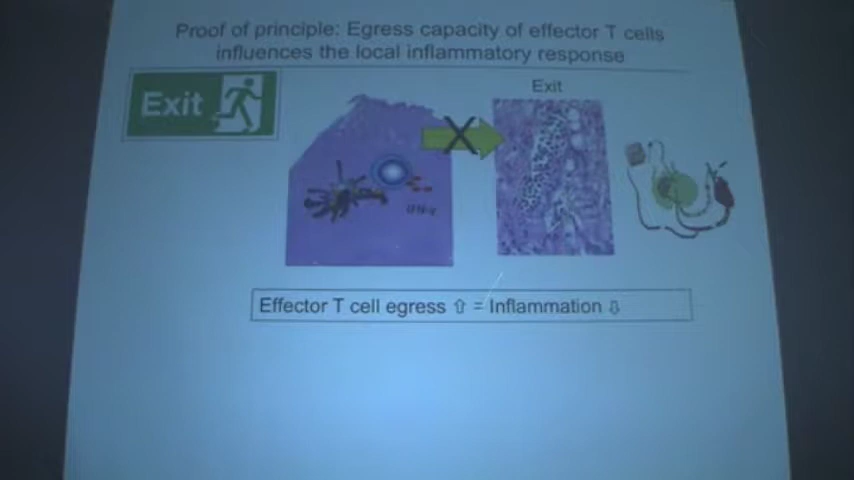 Proof of principle: Egress capacity of effector T cells
influences the local inflammatory response
Exit
Exit
IFN-γ
Effector T cell egress ⇧ = Inflammation ⇩